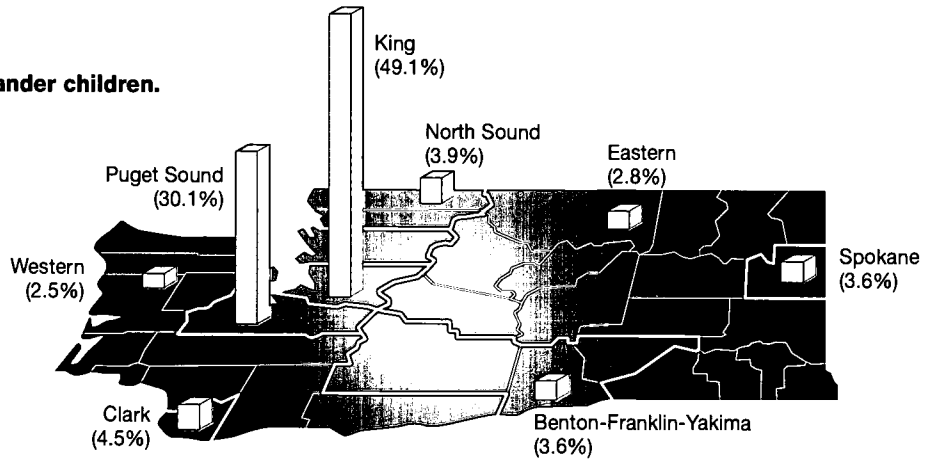 ander children.
King
(49.1%)
North Sound
(3.9%)
Eastern
(2.8%)
Puget Sound
(30.1%)
Western
(2.5%)
Spokane
(3.6%)
Clark
(4.5%)
Benton-Franklin-Yakima
(3.6%)